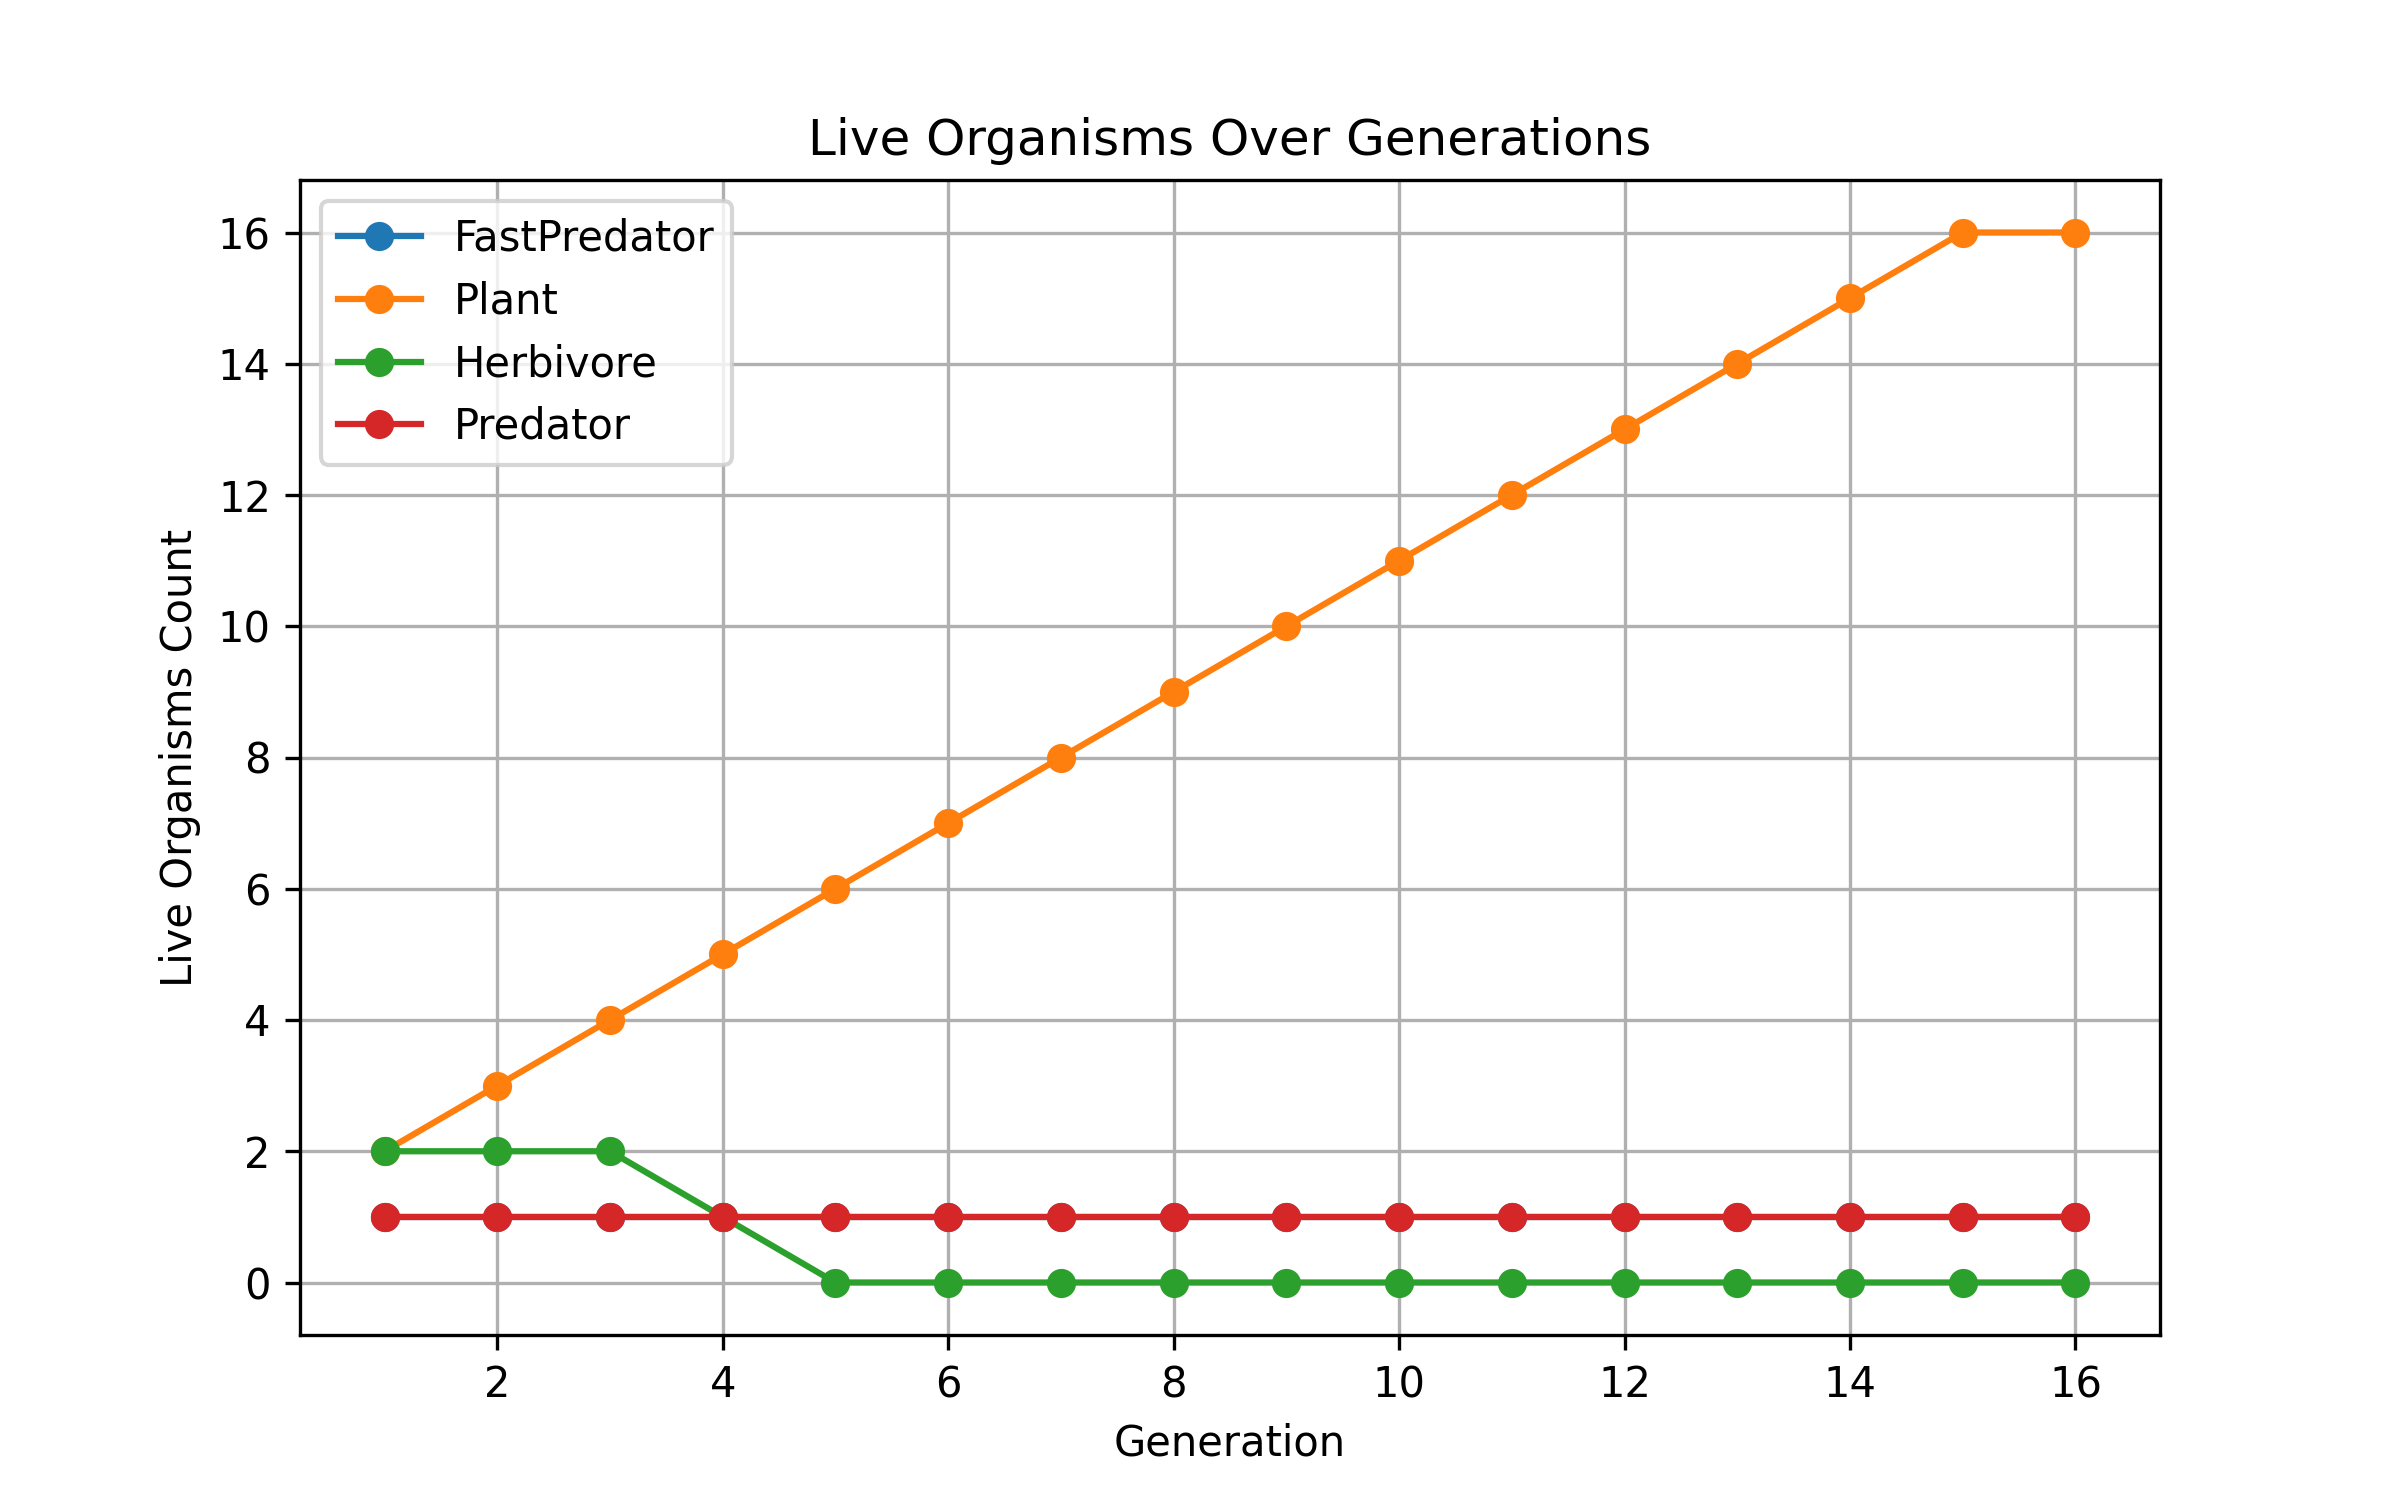 Live Organisms Over Generations
FastPredator
Plant
Herbivore
Predator
16
14
12
10
8
6
4
2
0
Live Organisms Count
2 4 6 8 10 12 14 16
Generation